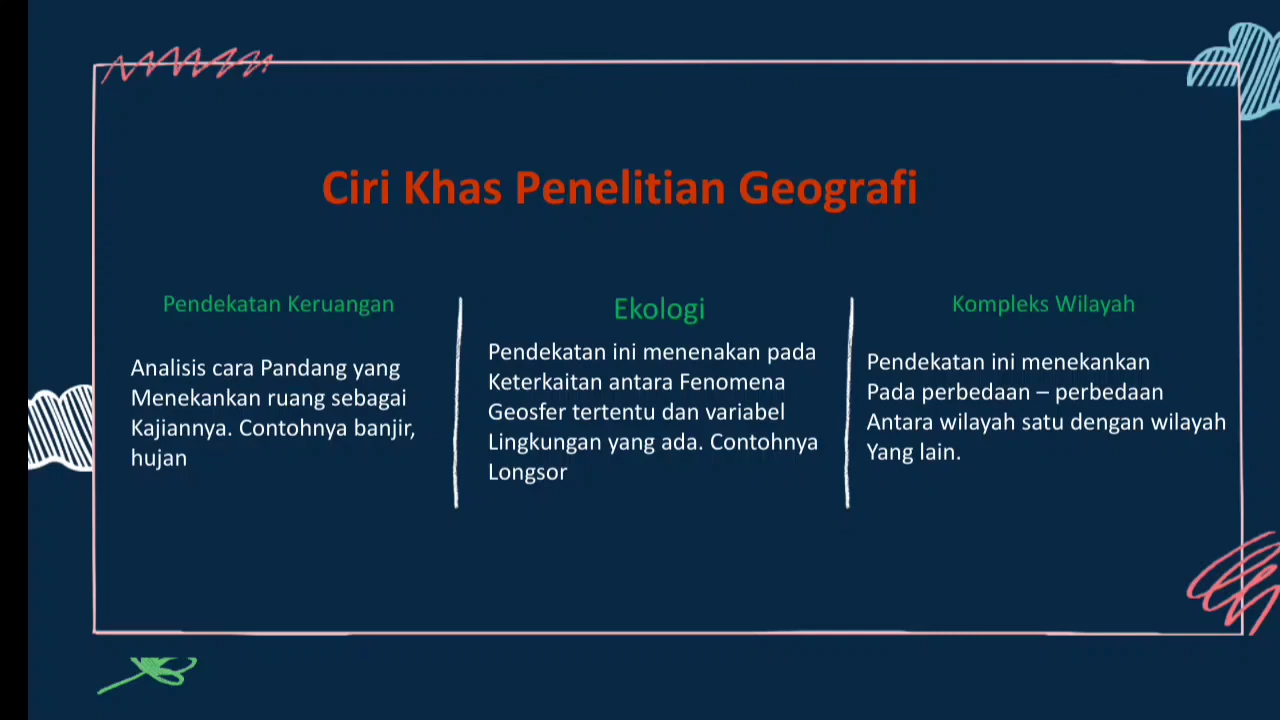 Ciri Khas Penelitian Geografi
Pendekatan Keruangan
Analisis cara Pandang yang
Menekankan ruang sebagai
Kajiannya. Contohnya banjir,
hujan
Ekologi
Pendekatan ini menenakan pada
Keterkaitan antara Fenomena
Geosfer tertentu dan variabel
Lingkungan yang ada. Contohnya
Longsor
Kompleks Wilayah
Pendekatan ini menekankan
Pada perbedaan – perbedaan
Antara wilayah satu dengan wilayah
Yang lain.